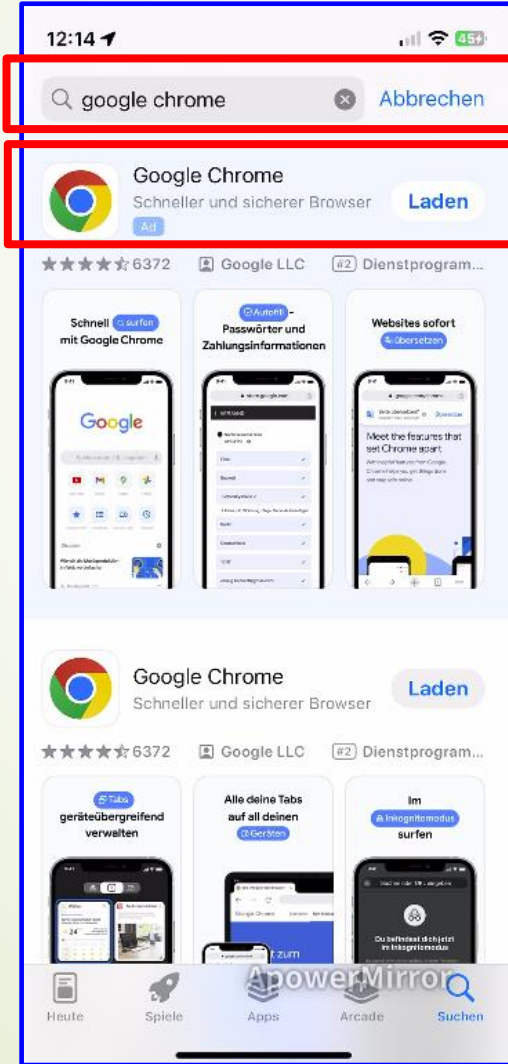 12:14
45
google chrome
Abbrechen
Google Chrome
Schneller und sicherer Browser
Laden
Ad
6372
Google LLC
#2 Dienstprogram...
Schnell surfen
mit Google Chrome
Autofill -
Passwörter und
Zahlungsinformationen
Websites sofort
übersetzen
Google
Meet the features that
set Chrome apart
Google Chrome
Schneller und sicherer Browser
Laden
6372
Google LLC
#2 Dienstprogram...
Tabs
geräteübergreifend
verwalten
Alle deine Tabs
auf all deinen
Geräten
Im
Inkognitomodus
surfen
Du befindest dich jetzt
im Inkognitomodus
t zum
ApowerMirror
Heute
Spiele
Apps
Arcade
Suchen